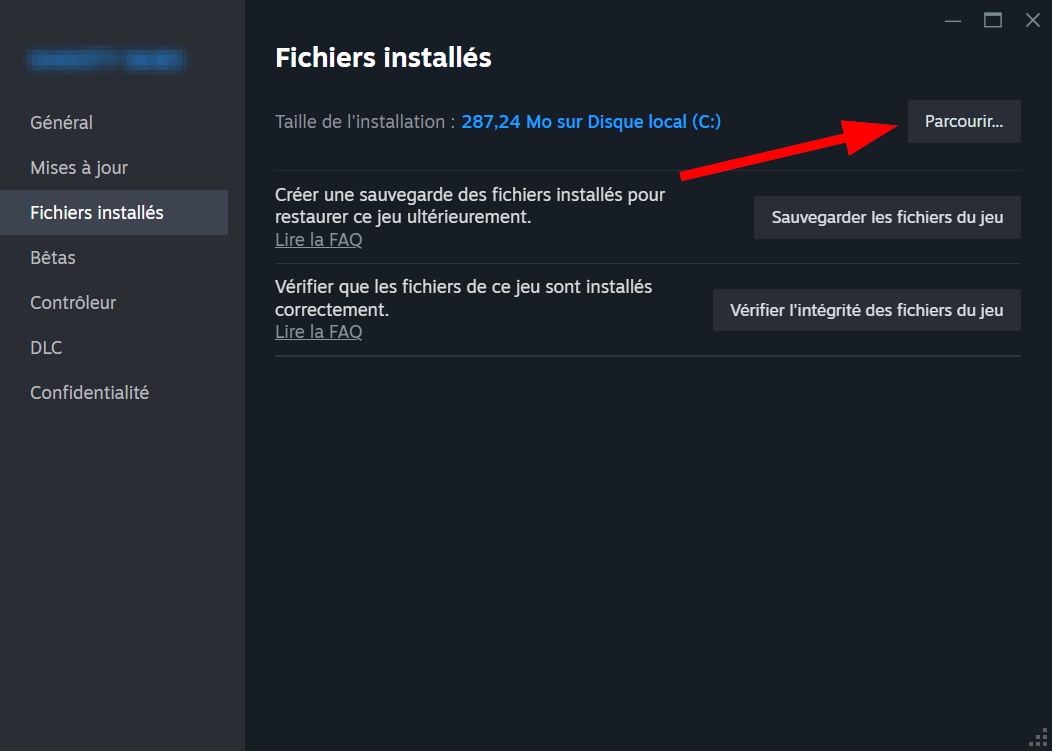 Général
Mises à jour
Fichiers installés
Bêtas
Contrôleur
DLC
Confidentialité
Fichiers installés
Taille de l'installation : 287,24 Mo sur Disque local (C:)
Parcourir...
Créer une sauvegarde des fichiers installés pour
restaurer ce jeu ultérieurement.
Lire la FAQ
Sauvegarder les fichiers du jeu
Vérifier que les fichiers de ce jeu sont installés
correctement.
Lire la FAQ
Vérifier l'intégrité des fichiers du jeu